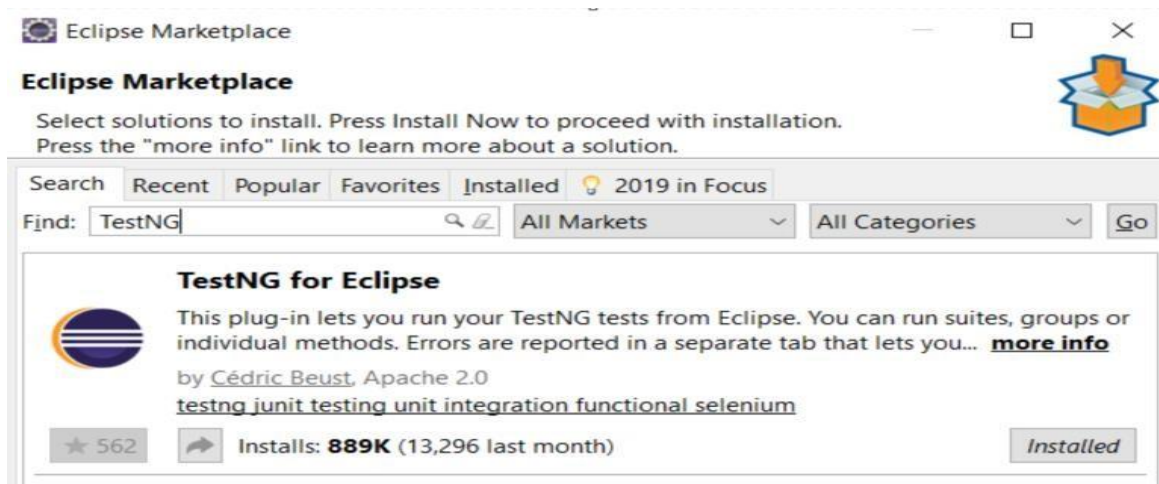 Eclipse Marketplace
Eclipse Marketplace
Select solutions to install. Press Install Now to proceed with installation.
Press the "more info" link to learn more about a solution.
Search Recent Popular Favorites Installed 2019 in Focus
Find: TestNG All Markets All Categories Go
TestNG for Eclipse
This plug-in lets you run your TestNG tests from Eclipse. You can run suites, groups or
individual methods. Errors are reported in a separate tab that lets you... more info
by Cédric Beust, Apache 2.0
testng junit testing unit integration functional selenium
562 Installs: 889K (13,296 last month) Installed